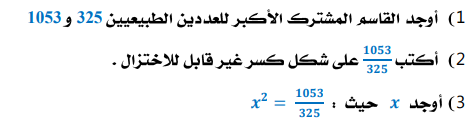 1) أوجد القاسم المشترك الأكبر للعددين الطبيعيين 325 و 1053
2) أكتب 1053/325 على شكل كسر غير قابل للاختزال .
3) أوجد x حيث : x² = 1053/325